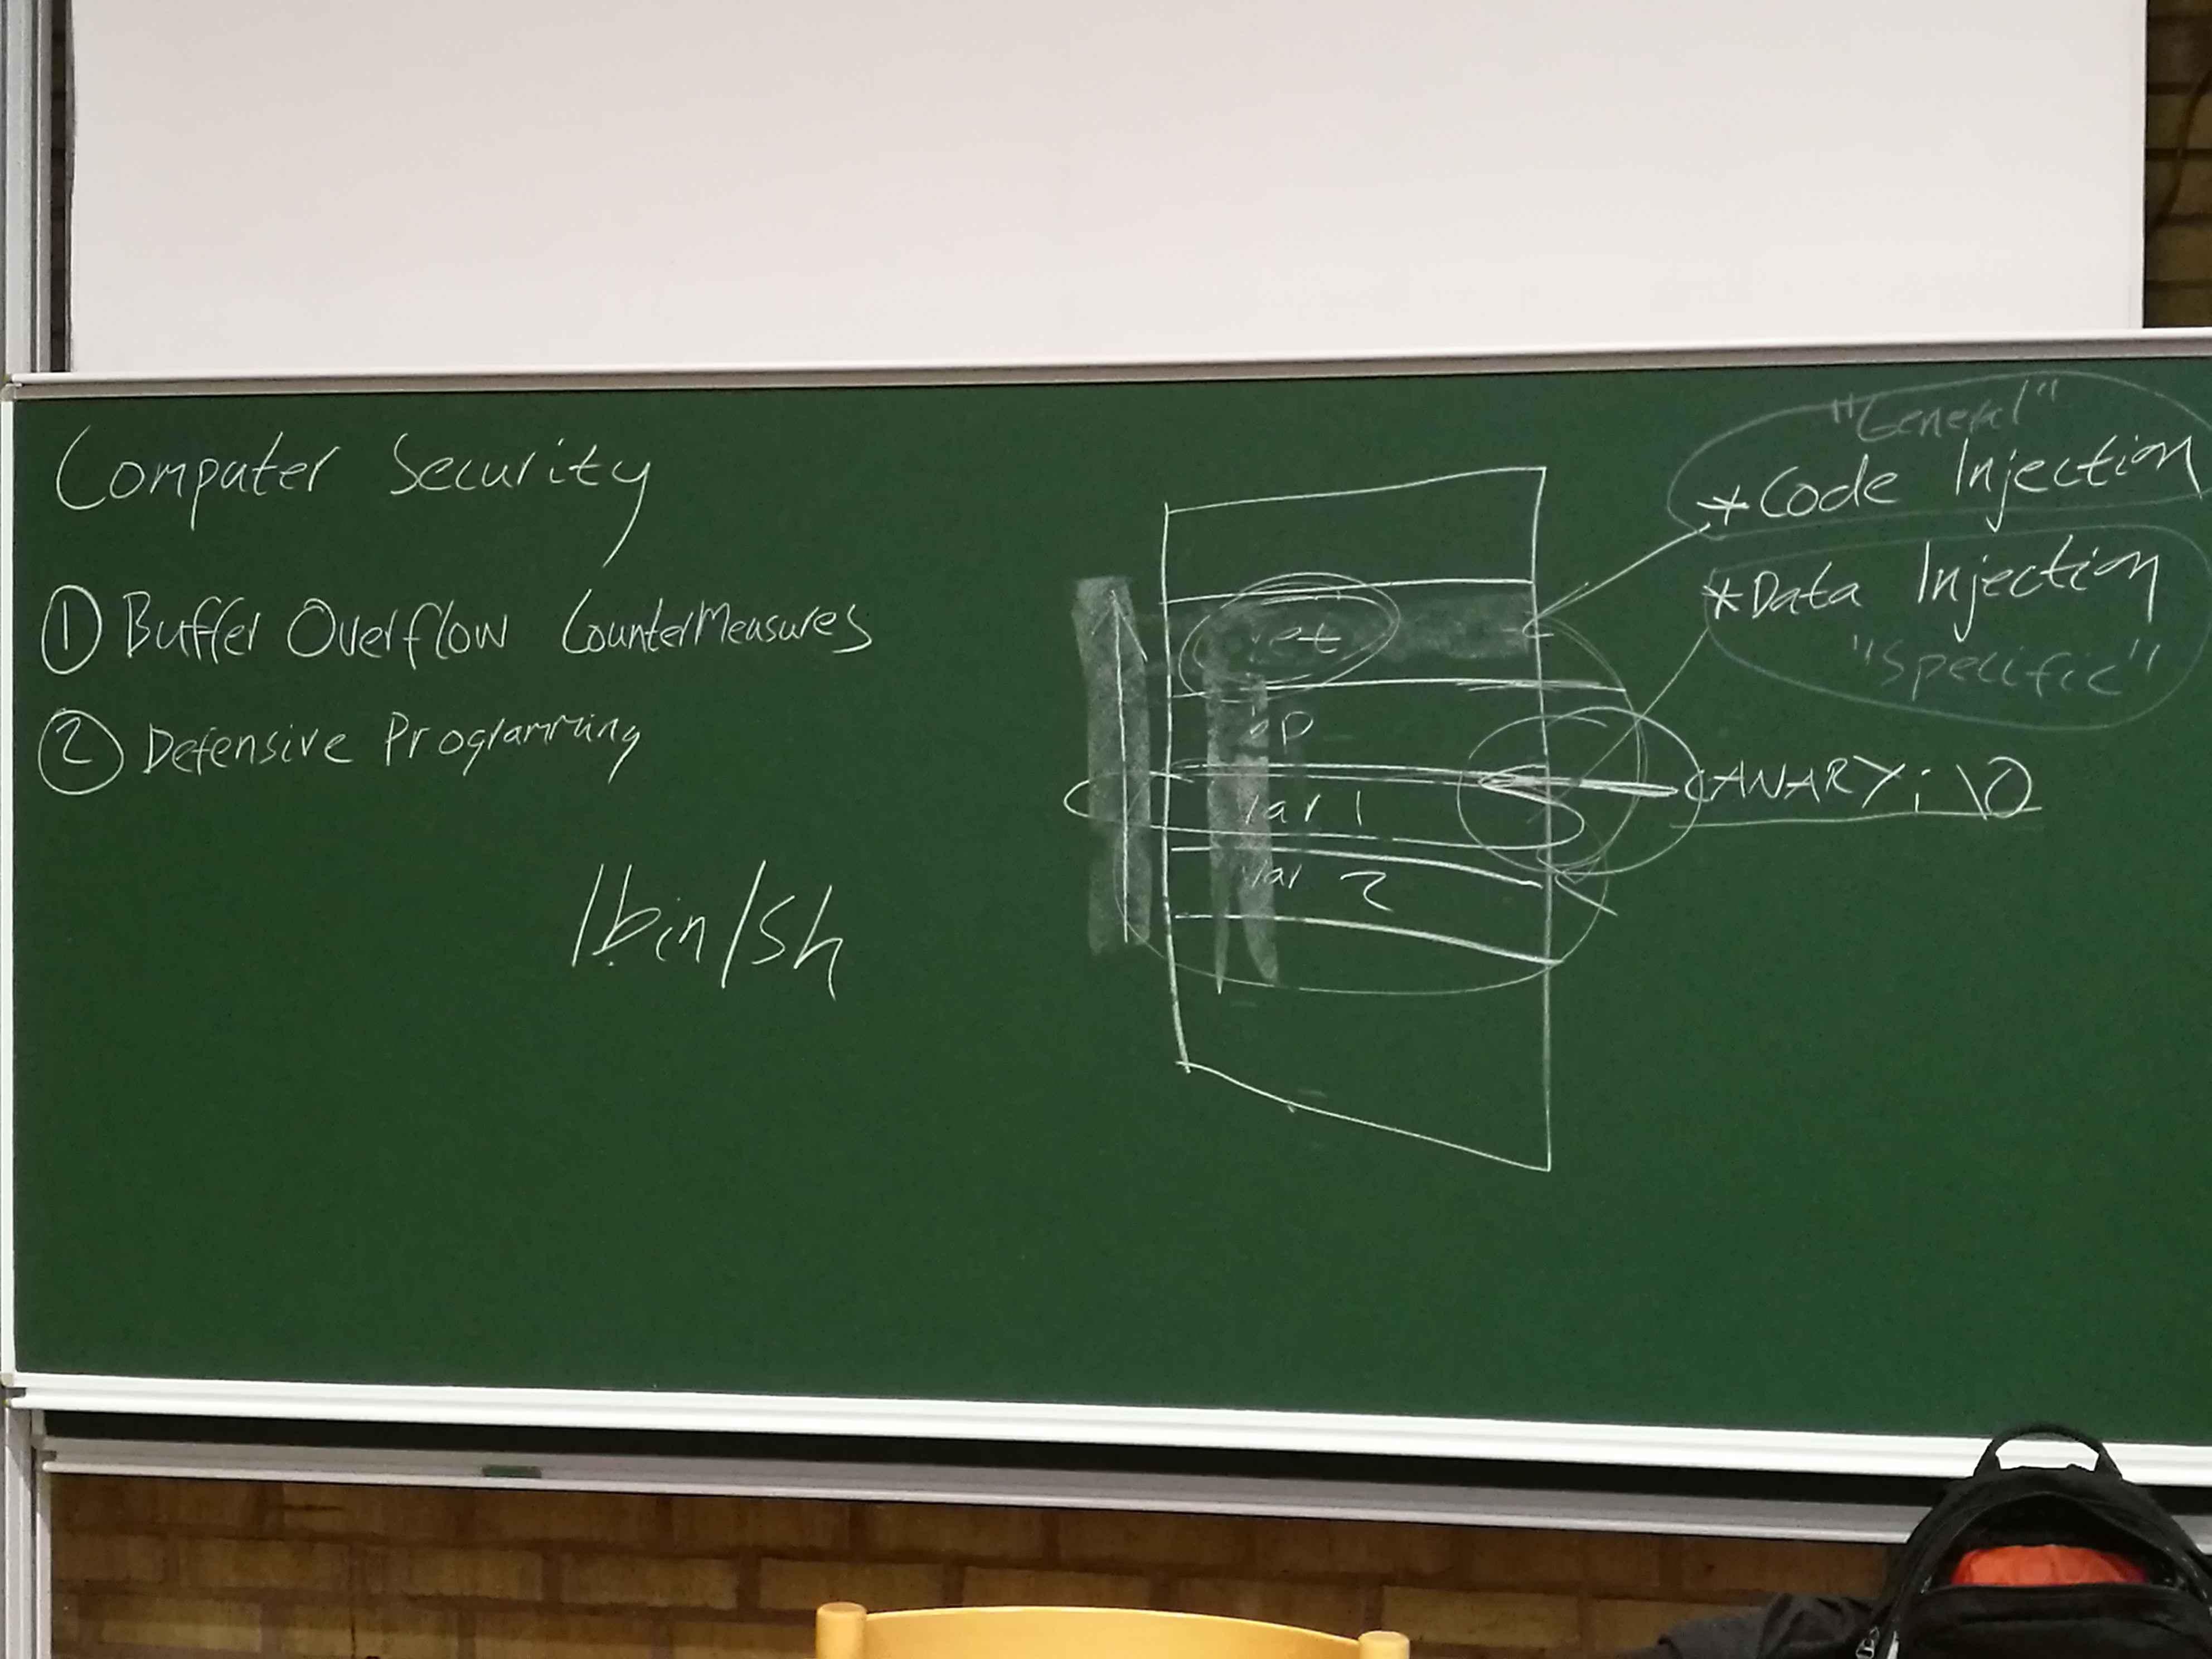 Computer Security
① Buffer Overflow CounterMeasures
② Defensive Programming
/bin/sh
ret
bp
var 1
var 2
"General"
*Code Injection
*Data Injection
"Specific"
CANARY: \0